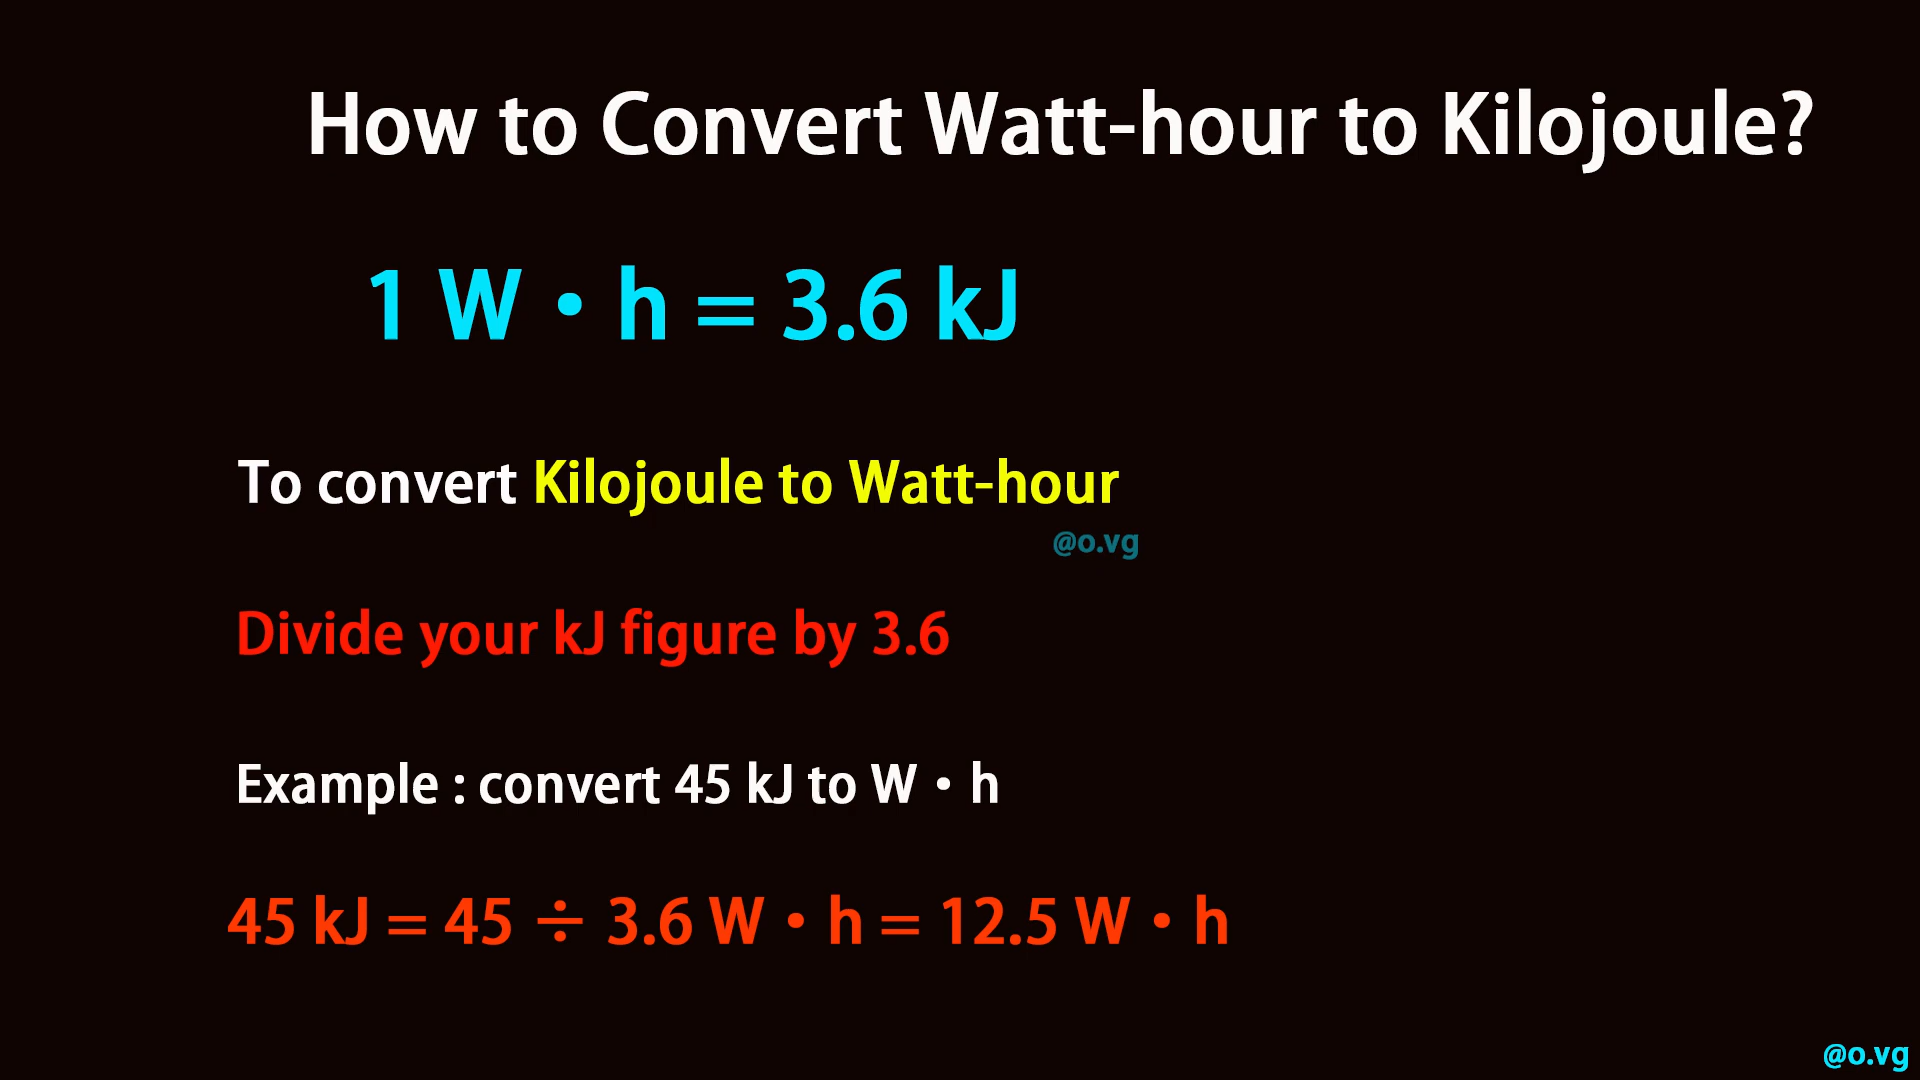 How to Convert Watt-hour to Kilojoule?
1 W・h = 3.6 kJ
To convert Kilojoule to Watt-hour
@o.vg
Divide your kJ figure by 3.6
Example : convert 45 kJ to W・h
45 kJ = 45 ÷ 3.6 W・h = 12.5 W・h
@o.vg